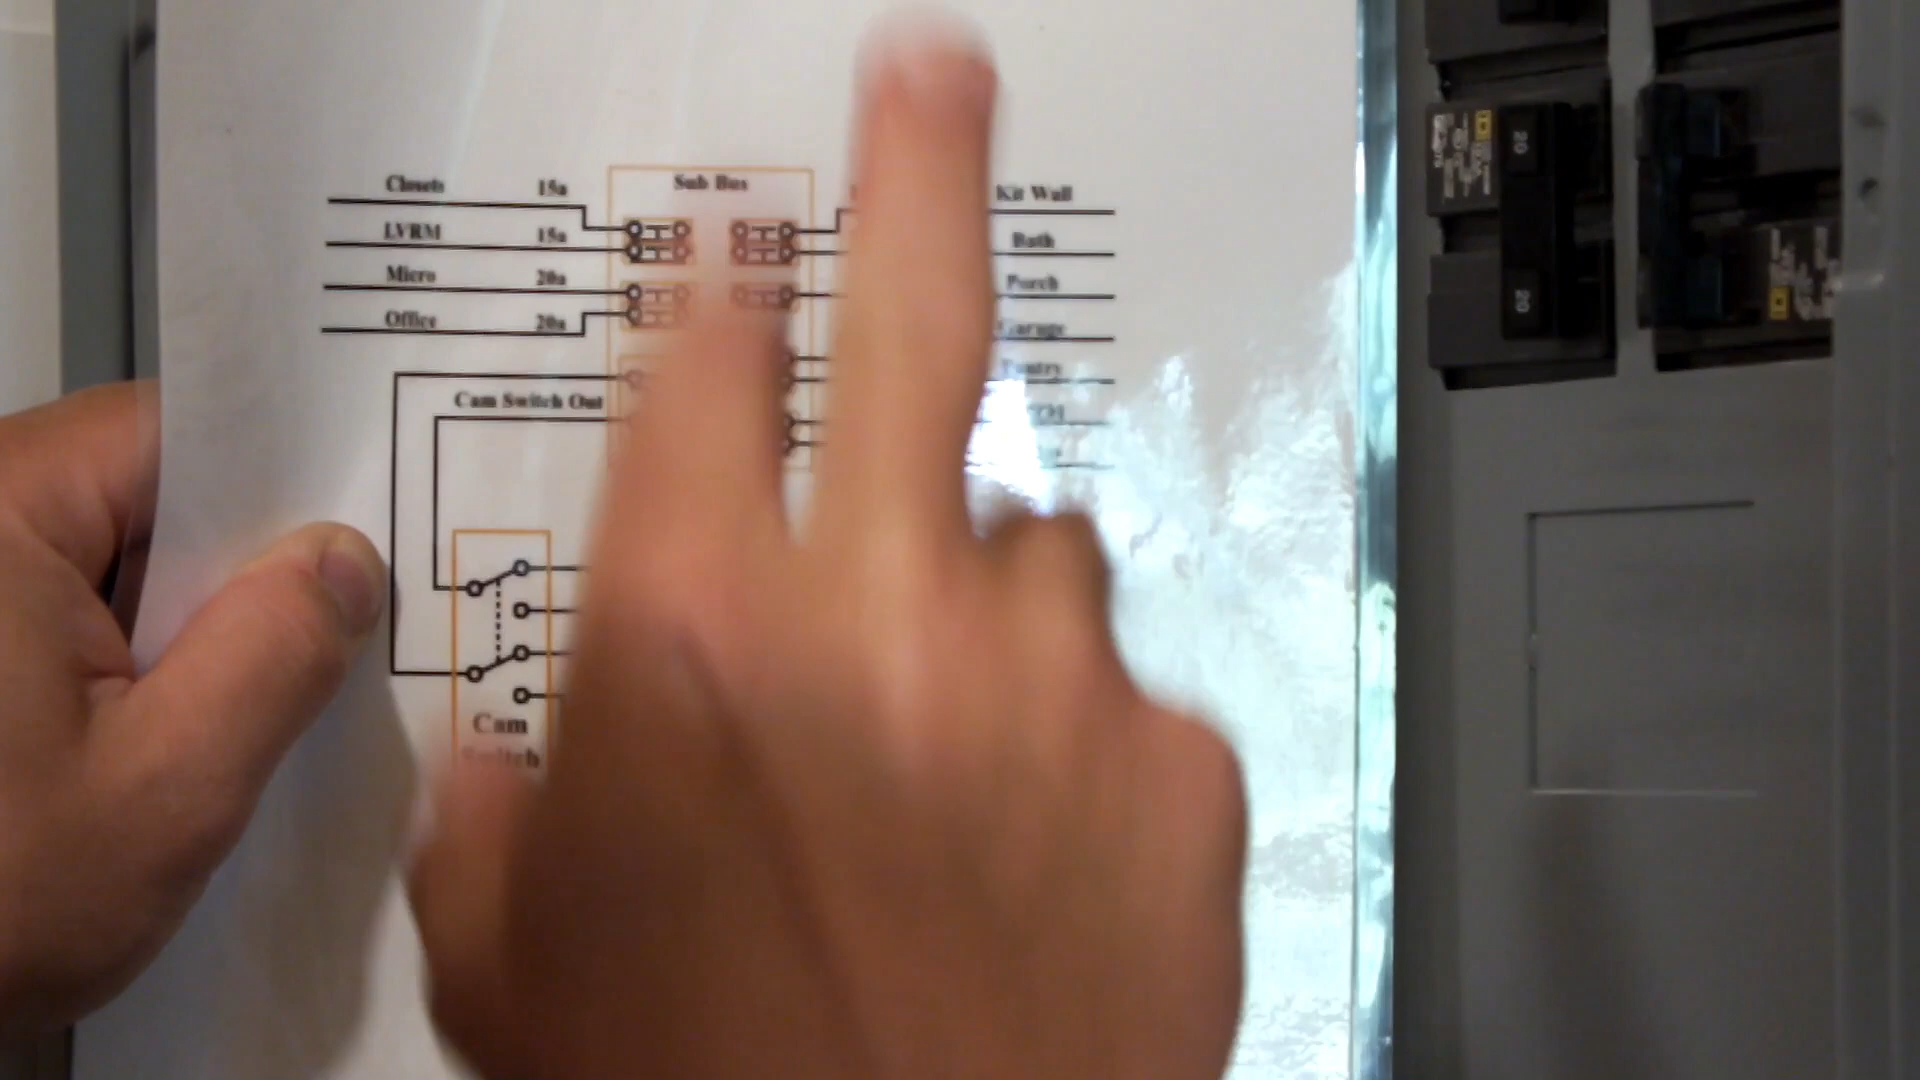 Sub Bus
Closets 15a
LVRM 15a
Micro 20a
Office 20a
Kit Wall
Bath
Porch
Garage
Pantry
Cam Switch Out
Cam
Switch
20
20